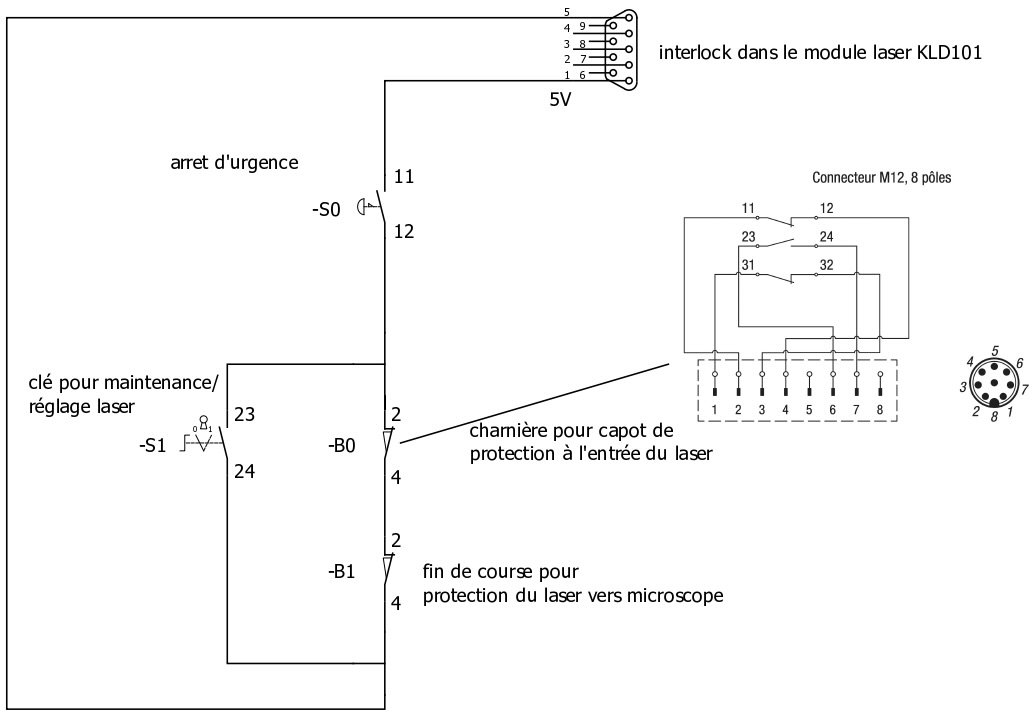 5
9
4
8
3
7
2
6
1
interlock dans le module laser KLD101
5V
arret d'urgence
11
-S0
12
Connecteur M12, 8 pôles
11 12
23 24
31 32
1 2 3 4 5 6 7 8
5
4 6
3 7
2 1
8
clé pour maintenance/
réglage laser
23
0 1
-S1
24
2
-B0
4
charnière pour capot de
protection à l'entrée du laser
2
-B1
4
fin de course pour
protection du laser vers microscope